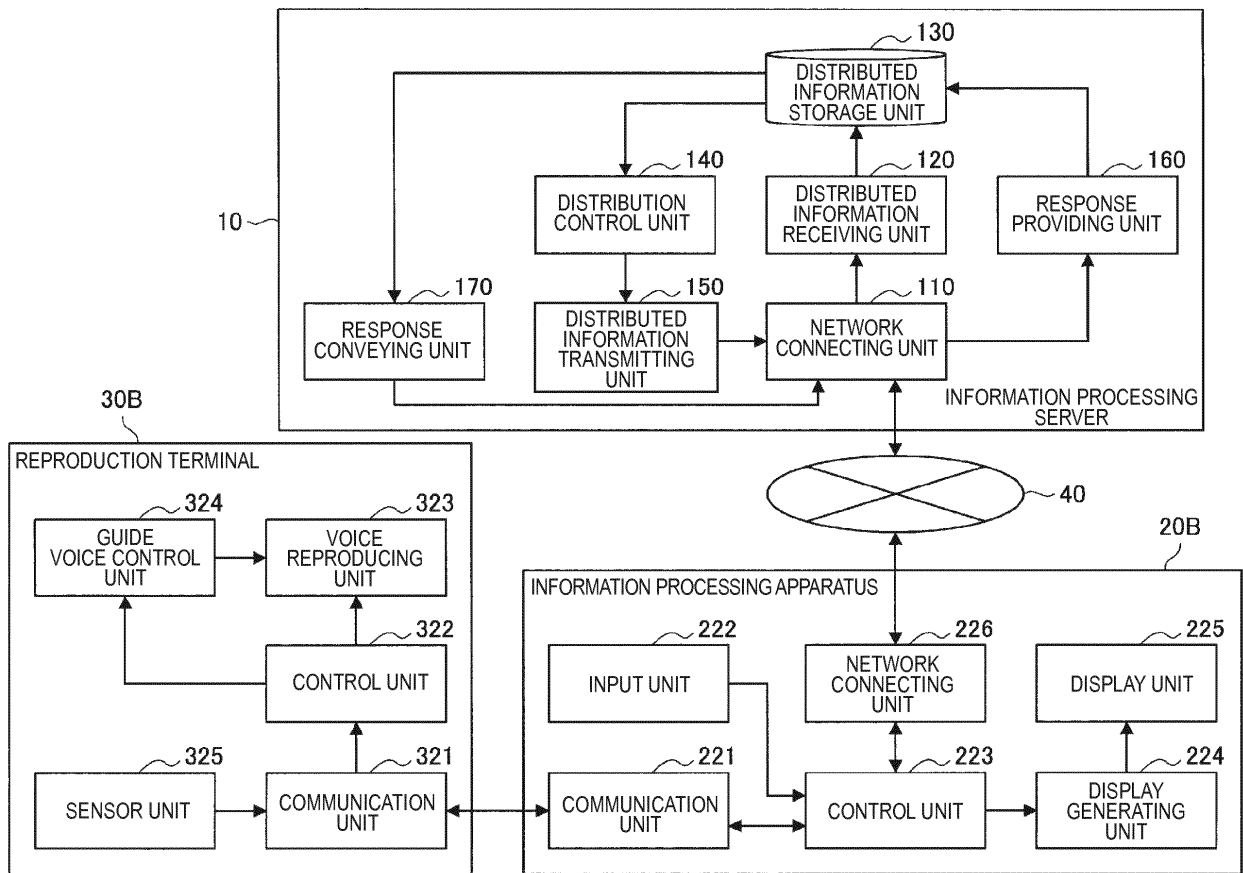 130
DISTRIBUTED
INFORMATION
STORAGE UNIT
140
120
160
DISTRIBUTION
CONTROL UNIT
DISTRIBUTED
INFORMATION
RECEIVING UNIT
RESPONSE
PROVIDING UNIT
10
170
150
110
RESPONSE
CONVEYING UNIT
DISTRIBUTED
INFORMATION
TRANSMITTING
UNIT
NETWORK
CONNECTING UNIT
INFORMATION PROCESSING
SERVER
30B
REPRODUCTION TERMINAL
40
324
323
GUIDE
VOICE CONTROL
UNIT
VOICE
REPRODUCING
UNIT
322
CONTROL UNIT
325
321
SENSOR UNIT
COMMUNICATION
UNIT
20B
INFORMATION PROCESSING APPARATUS
222
226
225
INPUT UNIT
NETWORK
CONNECTING
UNIT
DISPLAY UNIT
221
223
224
COMMUNICATION
UNIT
CONTROL UNIT
DISPLAY
GENERATING
UNIT